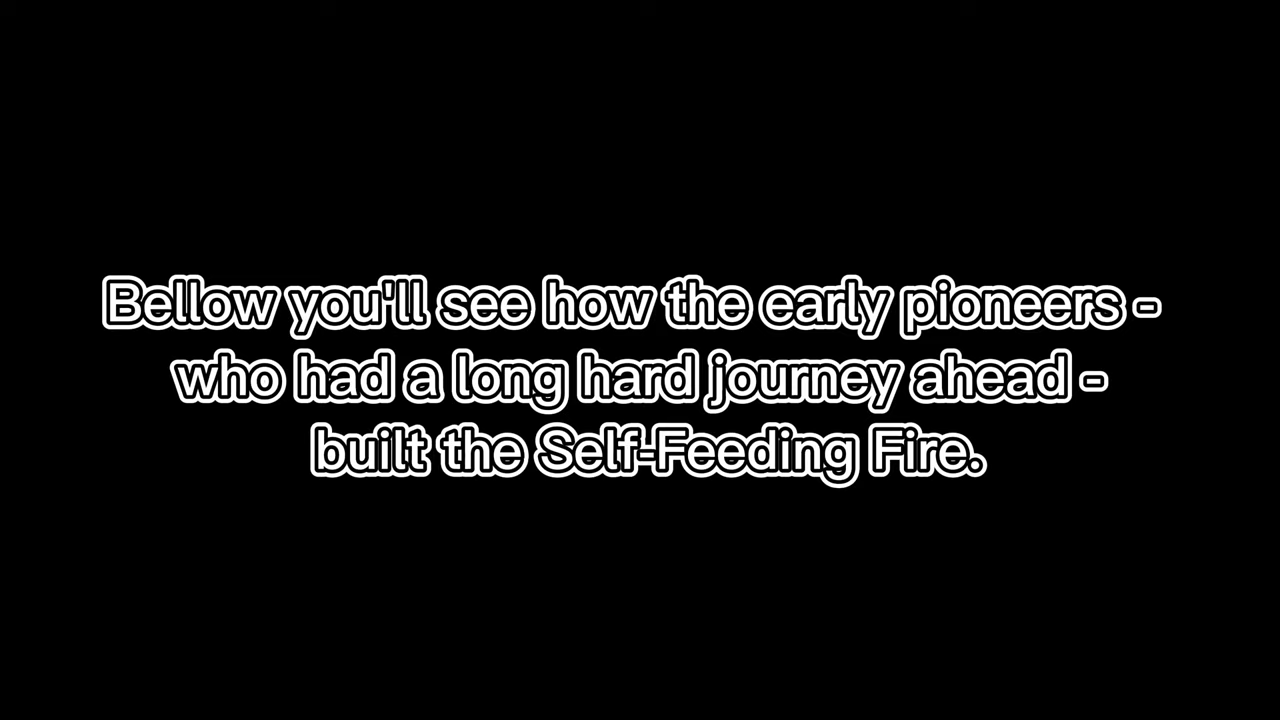 Bellow you'll see how the early pioneers -
who had a long hard journey ahead -
built the Self-Feeding Fire.